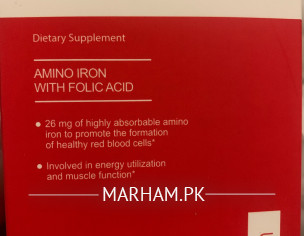 Dietary Supplement
AMINO IRON
WITH FOLIC ACID
• 26 mg of highly absorbable amino
iron to promote the formation
of healthy red blood cells*
• Involved in energy utilization
and muscle function*
MARHAM.PK